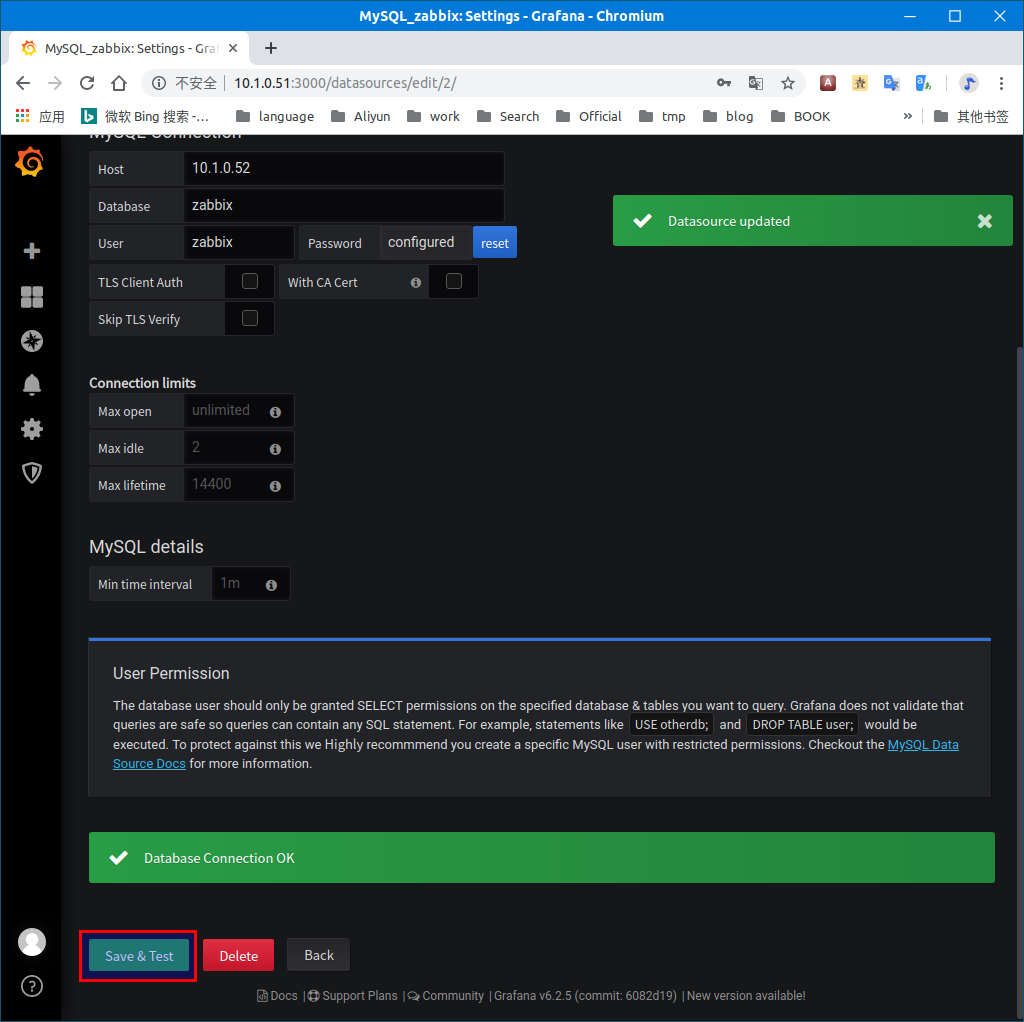 MySQL_zabbix: Settings - Grafana - Chromium
MySQL_zabbix: Settings - Gra
不安全 10.1.0.51:3000/datasources/edit/2/
应用 微软 Bing 搜索 -... language Aliyun work Search Official tmp blog BOOK » 其他书签
MySQL Connection
Host 10.1.0.52
Database zabbix
User zabbix Password configured reset
Datasource updated
TLS Client Auth With CA Cert
Skip TLS Verify
Connection limits
Max open unlimited
Max idle 2
Max lifetime 14400
MySQL details
Min time interval 1m
User Permission
The database user should only be granted SELECT permissions on the specified database & tables you want to query. Grafana does not validate that
queries are safe so queries can contain any SQL statement. For example, statements like USE otherdb; and DROP TABLE user; would be
executed. To protect against this we Highly recommmend you create a specific MySQL user with restricted permissions. Checkout the MySQL Data
Source Docs for more information.
Database Connection OK
Save & Test Delete Back
Docs | Support Plans | Community | Grafana v6.2.5 (commit: 6082d19) | New version available!